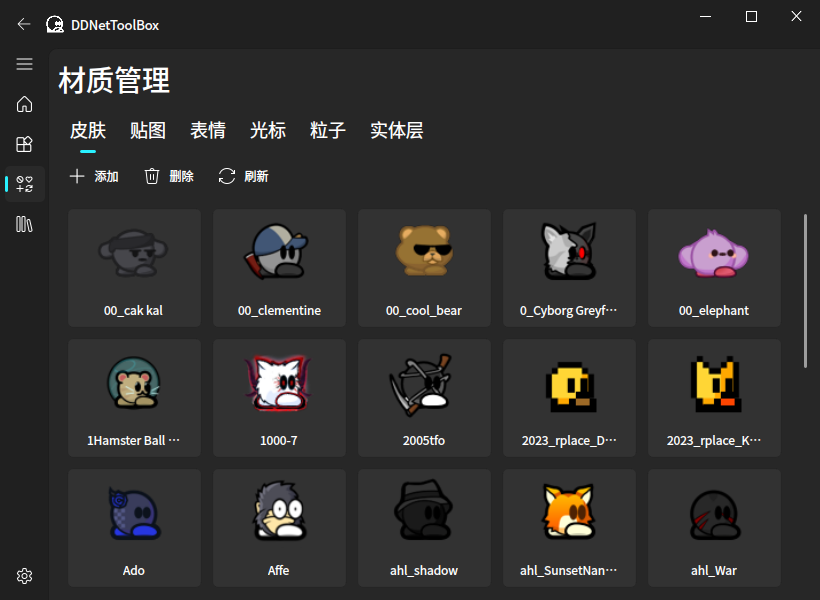 DDNetToolBox
材质管理
皮肤 贴图 表情 光标 粒子 实体层
添加 删除 刷新
00_cak kal 00_clementine 00_cool_bear 0_Cyborg Greyf··· 00_elephant
1Hamster Ball ··· 1000-7 2005tfo 2023_rplace_D··· 2023_rplace_K···
Ado Affe ahl_shadow ahl_SunsetNan··· ahl_War